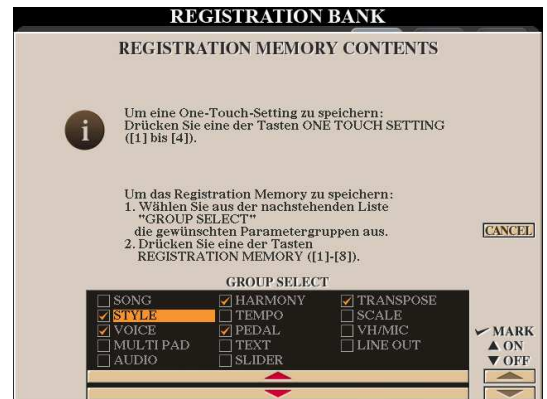 REGISTRATION BANK
REGISTRATION MEMORY CONTENTS
i
Um eine One-Touch-Setting zu speichern:
Drücken Sie eine der Tasten ONE TOUCH SETTING
([1] bis [4]).
Um das Registration Memory zu speichern:
1. Wählen Sie aus der nachstehenden Liste
"GROUP SELECT"
die gewünschten Parametergruppen aus.
2. Drücken Sie eine der Tasten
REGISTRATION MEMORY ([1]-[8]).
CANCEL
GROUP SELECT
SONG HARMONY TRANSPOSE
STYLE TEMPO SCALE
VOICE PEDAL VH/MIC
MULTI PAD TEXT LINE OUT
AUDIO SLIDER
MARK
▲ ON
▼ OFF